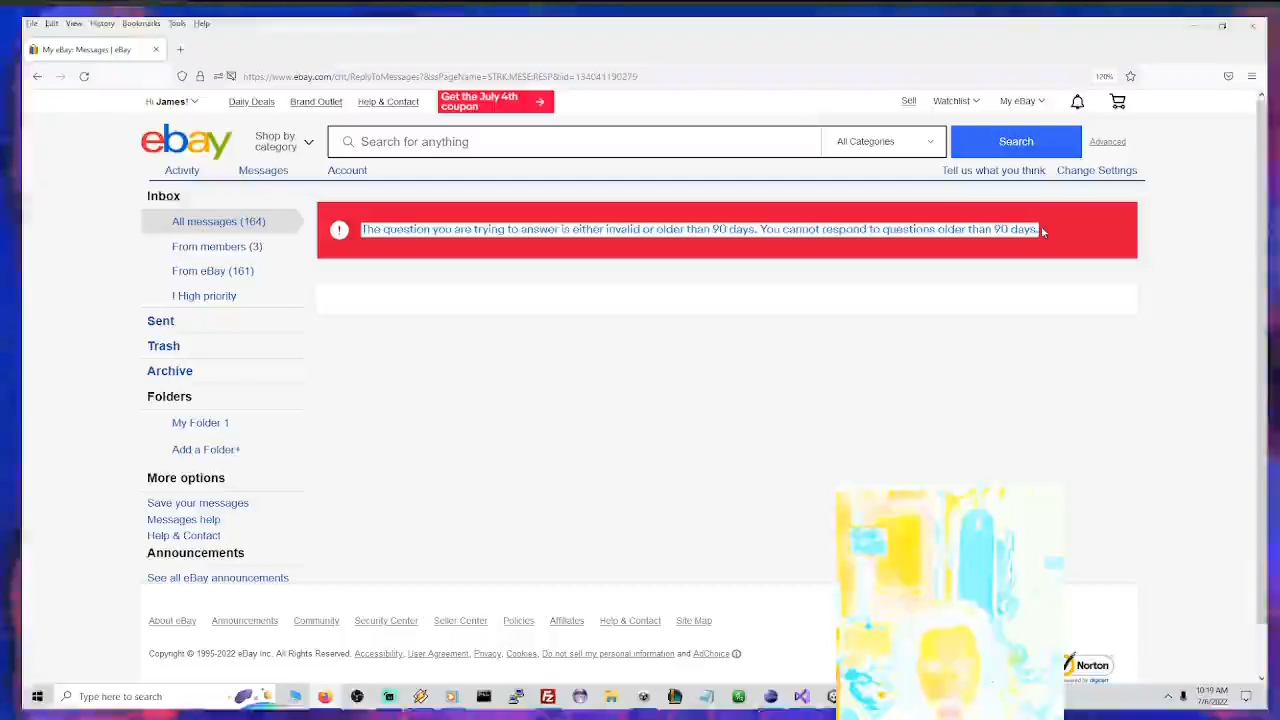 File Edit View History Bookmarks Tools Help
My eBay: Messages | eBay
https://www.ebay.com/cnt/ReplyToMessages?&ssPageName=STRK:MESE:RESP&iid=134041190279
120%
Hi James!
Daily Deals
Brand Outlet
Help & Contact
Get the July 4th
coupon
Sell
Watchlist
My eBay
ebay
Shop by
category
Search for anything
All Categories
Search
Advanced
Activity
Messages
Account
Tell us what you think
Change Settings
Inbox
All messages (164)
From members (3)
From eBay (161)
! High priority
Sent
Trash
Archive
Folders
My Folder 1
Add a Folder+
More options
Save your messages
Messages help
Help & Contact
Announcements
See all eBay announcements
! The question you are trying to answer is either invalid or older than 90 days. You cannot respond to questions older than 90 days.
About eBay Announcements Community Security Center Seller Center Policies Affiliates Help & Contact Site Map
Copyright © 1995-2022 eBay Inc. All Rights Reserved. Accessibility, User Agreement, Privacy, Cookies, Do not sell my personal information and AdChoice
Norton
powered by digicert
Type here to search
10:19 AM
7/6/2022